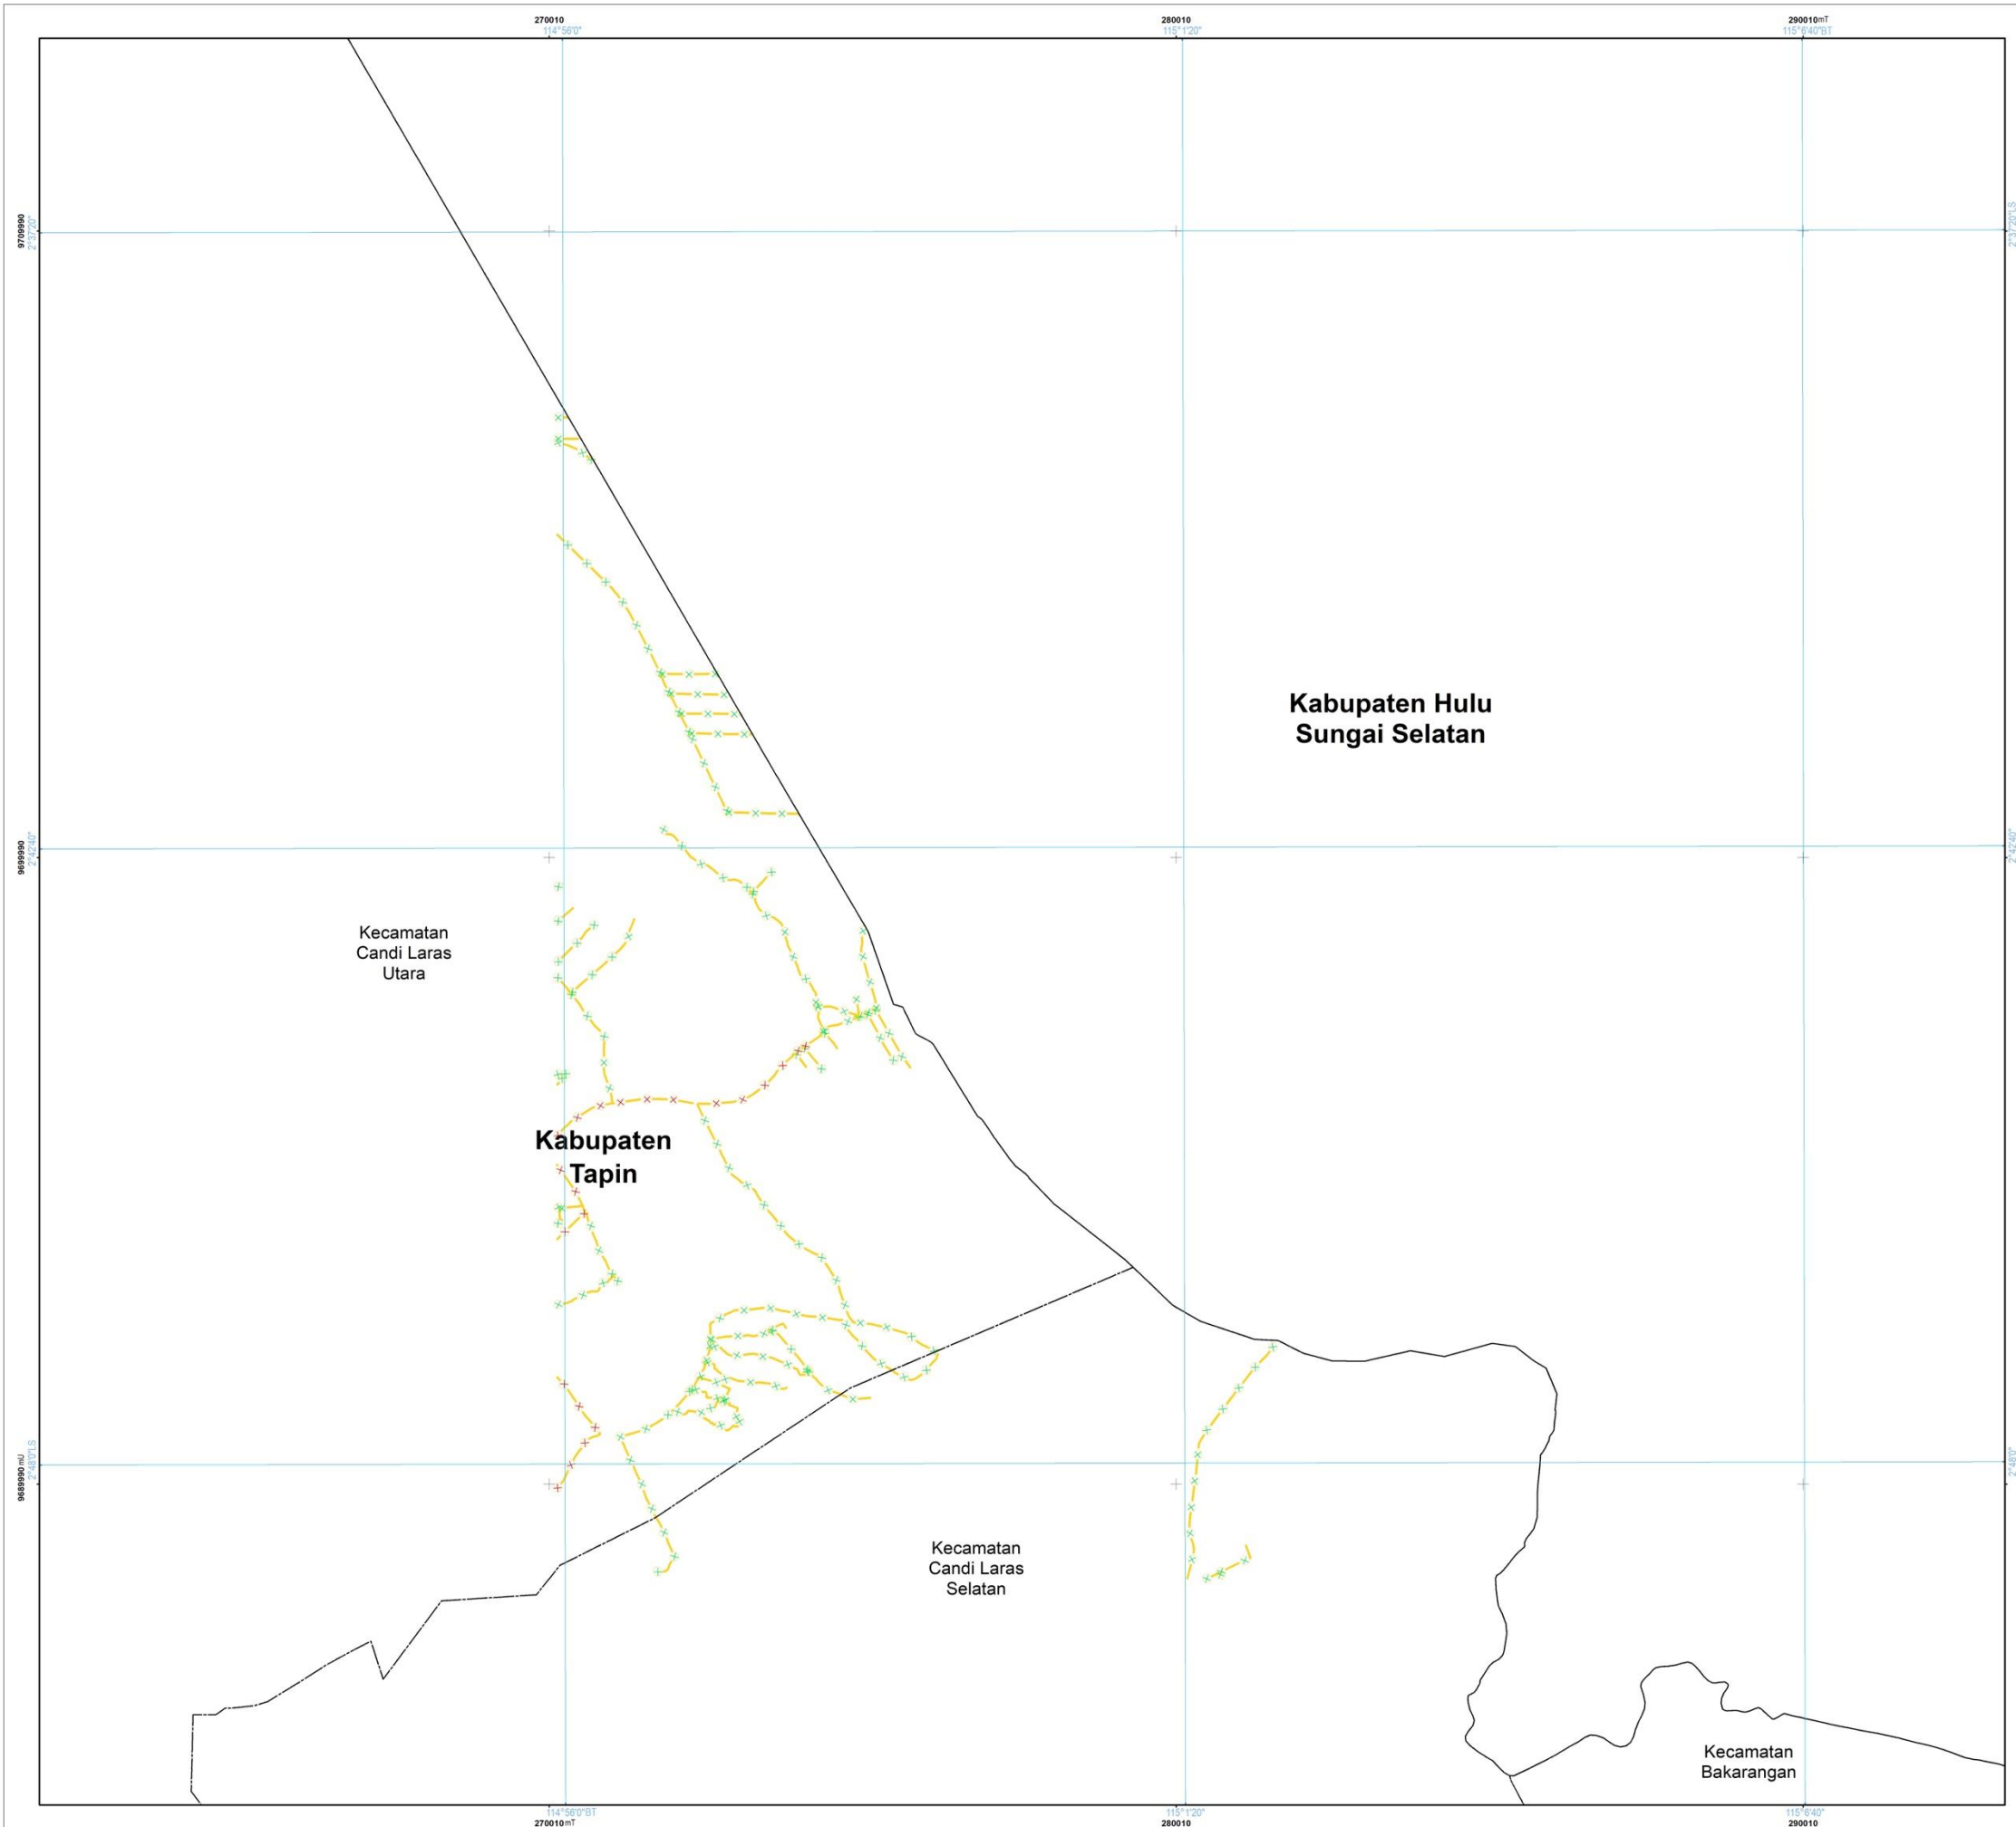 270010
280010
290010mT
114°56'0"
115°1'20"
115°6'40"BT
9709990
2°37'20"
2°37'20"LS
Kabupaten Hulu
Sungai Selatan
9699990
2°42'40"
2°42'40"
Kecamatan
Candi Laras
Utara
Kabupaten
Tapin
9689990mU
2°48'0"LS
2°48'0"
Kecamatan
Candi Laras
Selatan
Kecamatan
Bakarangan
114°56'0"BT
115°1'20"
115°6'40"
270010mT
280010
290010